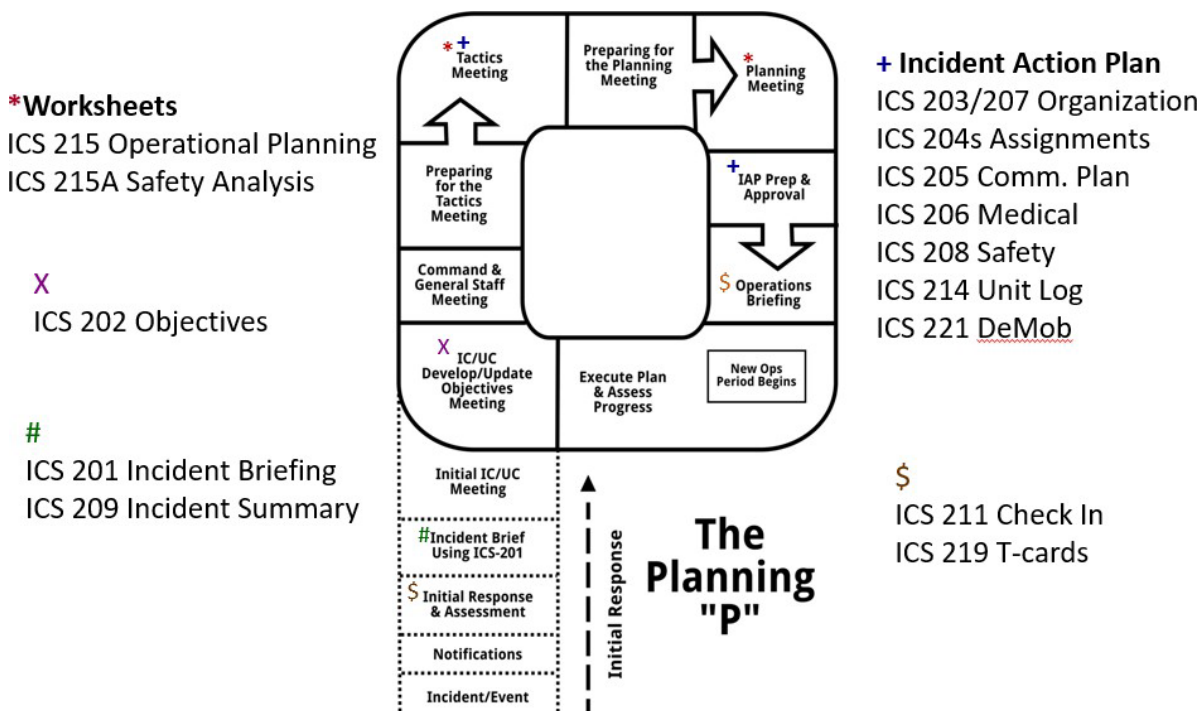 *Worksheets
ICS 215 Operational Planning
ICS 215A Safety Analysis
X
ICS 202 Objectives
#
ICS 201 Incident Briefing
ICS 209 Incident Summary
*+
Tactics
Meeting
Preparing for
the Planning
Meeting
*
Planning
Meeting
Preparing
for the
Tactics
Meeting
+
IAP Prep &
Approval
Command &
General Staff
Meeting
$ Operations
Briefing
X
IC/UC
Develop/Update
Objectives
Meeting
Execute Plan
& Assess
Progress
New Ops
Period Begins
Initial IC/UC
Meeting
#Incident Brief
Using ICS-201
$ Initial Response
& Assessment
Notifications
Incident/Event
Initial Response
The
Planning
"P"
+ Incident Action Plan
ICS 203/207 Organization
ICS 204s Assignments
ICS 205 Comm. Plan
ICS 206 Medical
ICS 208 Safety
ICS 214 Unit Log
ICS 221 DeMob
$
ICS 211 Check In
ICS 219 T-cards